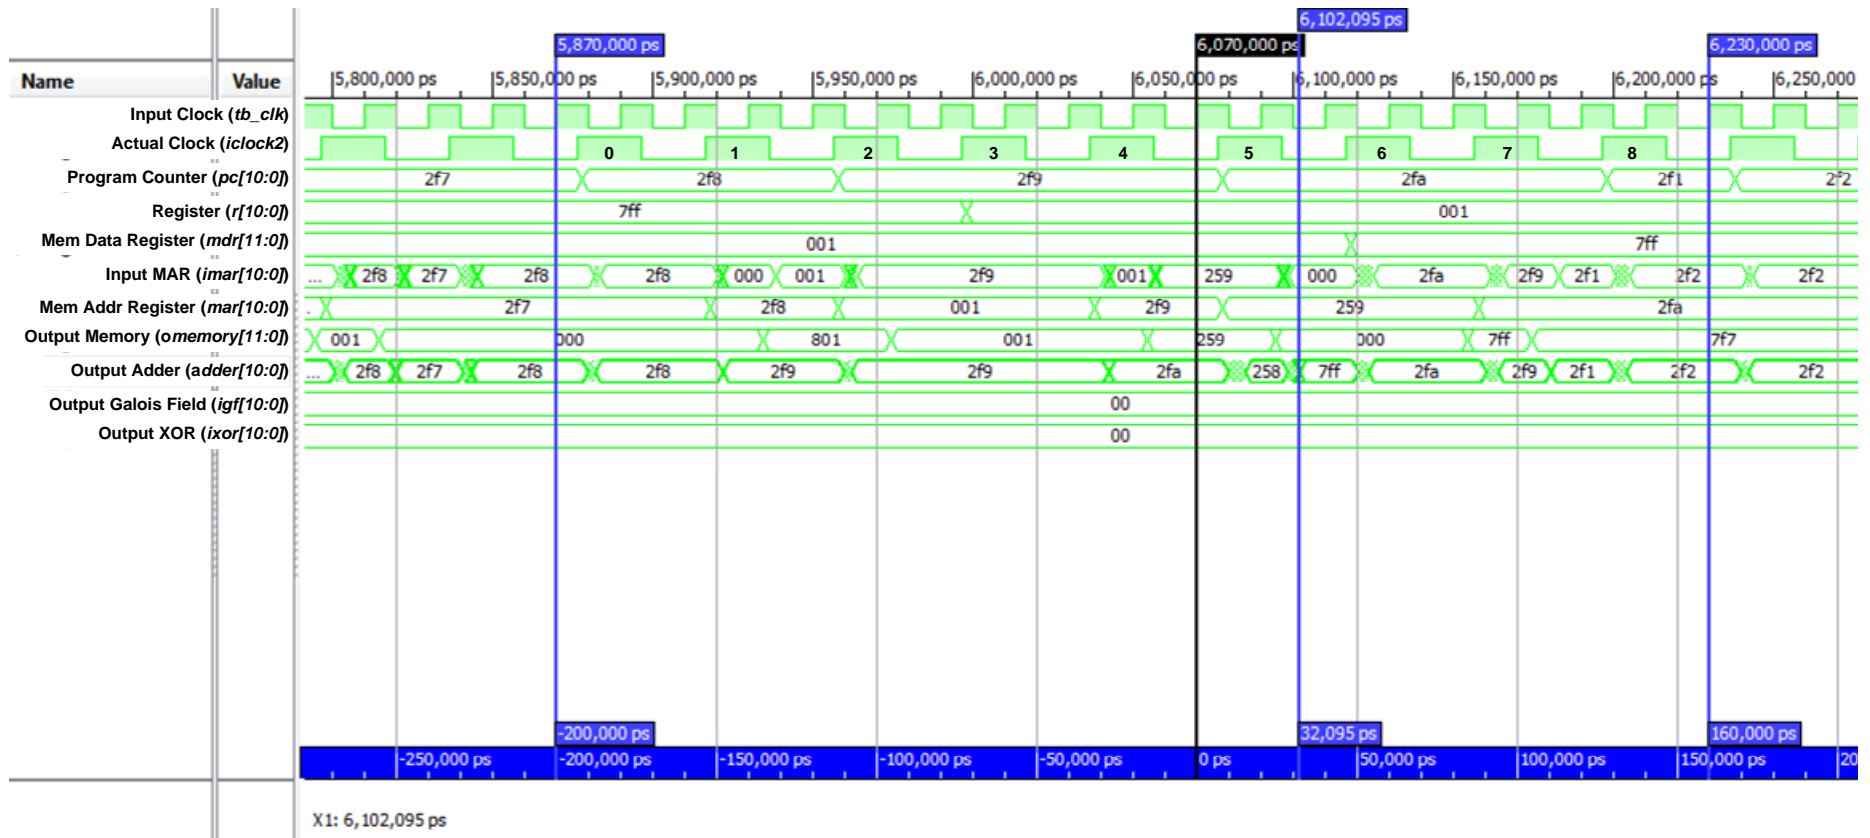 6,102,095 ps
5,870,000 ps 6,070,000 ps 6,230,000 ps
Name Value 5,800,000 ps 5,850,000 ps 5,900,000 ps 5,950,000 ps 6,000,000 ps 6,050,000 ps 6,100,000 ps 6,150,000 ps 6,200,000 ps 6,250,000
Input Clock (tb_clk)
Actual Clock (iclock2) 0 1 2 3 4 5 6 7 8
Program Counter (pc[10:0]) 2f7 2f8 2f9 2fa 2f1 2f2
Register (r[10:0]) 7ff 001
Mem Data Register (mdr[11:0]) 001 7ff
Input MAR (imar[10:0]) ... 2f8 2f7 2f8 2f8 000 001 2f9 001 259 000 2fa 2f9 2f1 2f2 2f2
Mem Addr Register (mar[10:0]) . 2f7 2f8 001 2f9 259 2fa
Output Memory (omemory[11:0]) 001 000 801 001 259 000 7ff 7f7
Output Adder (adder[10:0]) ... 2f8 2f7 2f8 2f8 2f9 2f9 2fa 258 7ff 2fa 2f9 2f1 2f2 2f2
Output Galois Field (igf[10:0]) 00
Output XOR (ixor[10:0]) 00
-200,000 ps 32,095 ps 160,000 ps
-250,000 ps -200,000 ps -150,000 ps -100,000 ps -50,000 ps 0 ps 50,000 ps 100,000 ps 150,000 ps 20
X1: 6,102,095 ps